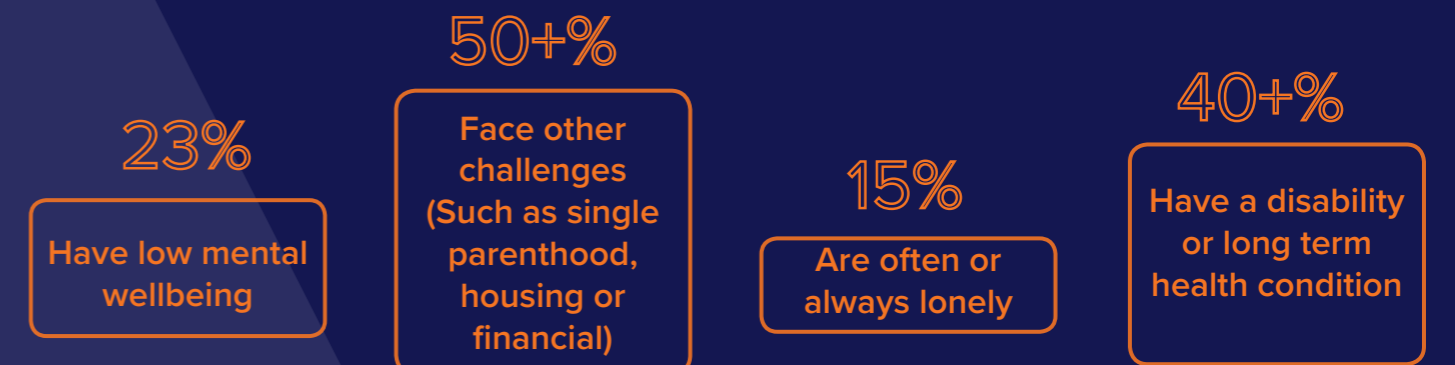 23%
Have low mental
wellbeing
50+%
Face other
challenges
(Such as single
parenthood,
housing or
financial)
15%
Are often or
always lonely
40+%
Have a disability
or long term
health condition